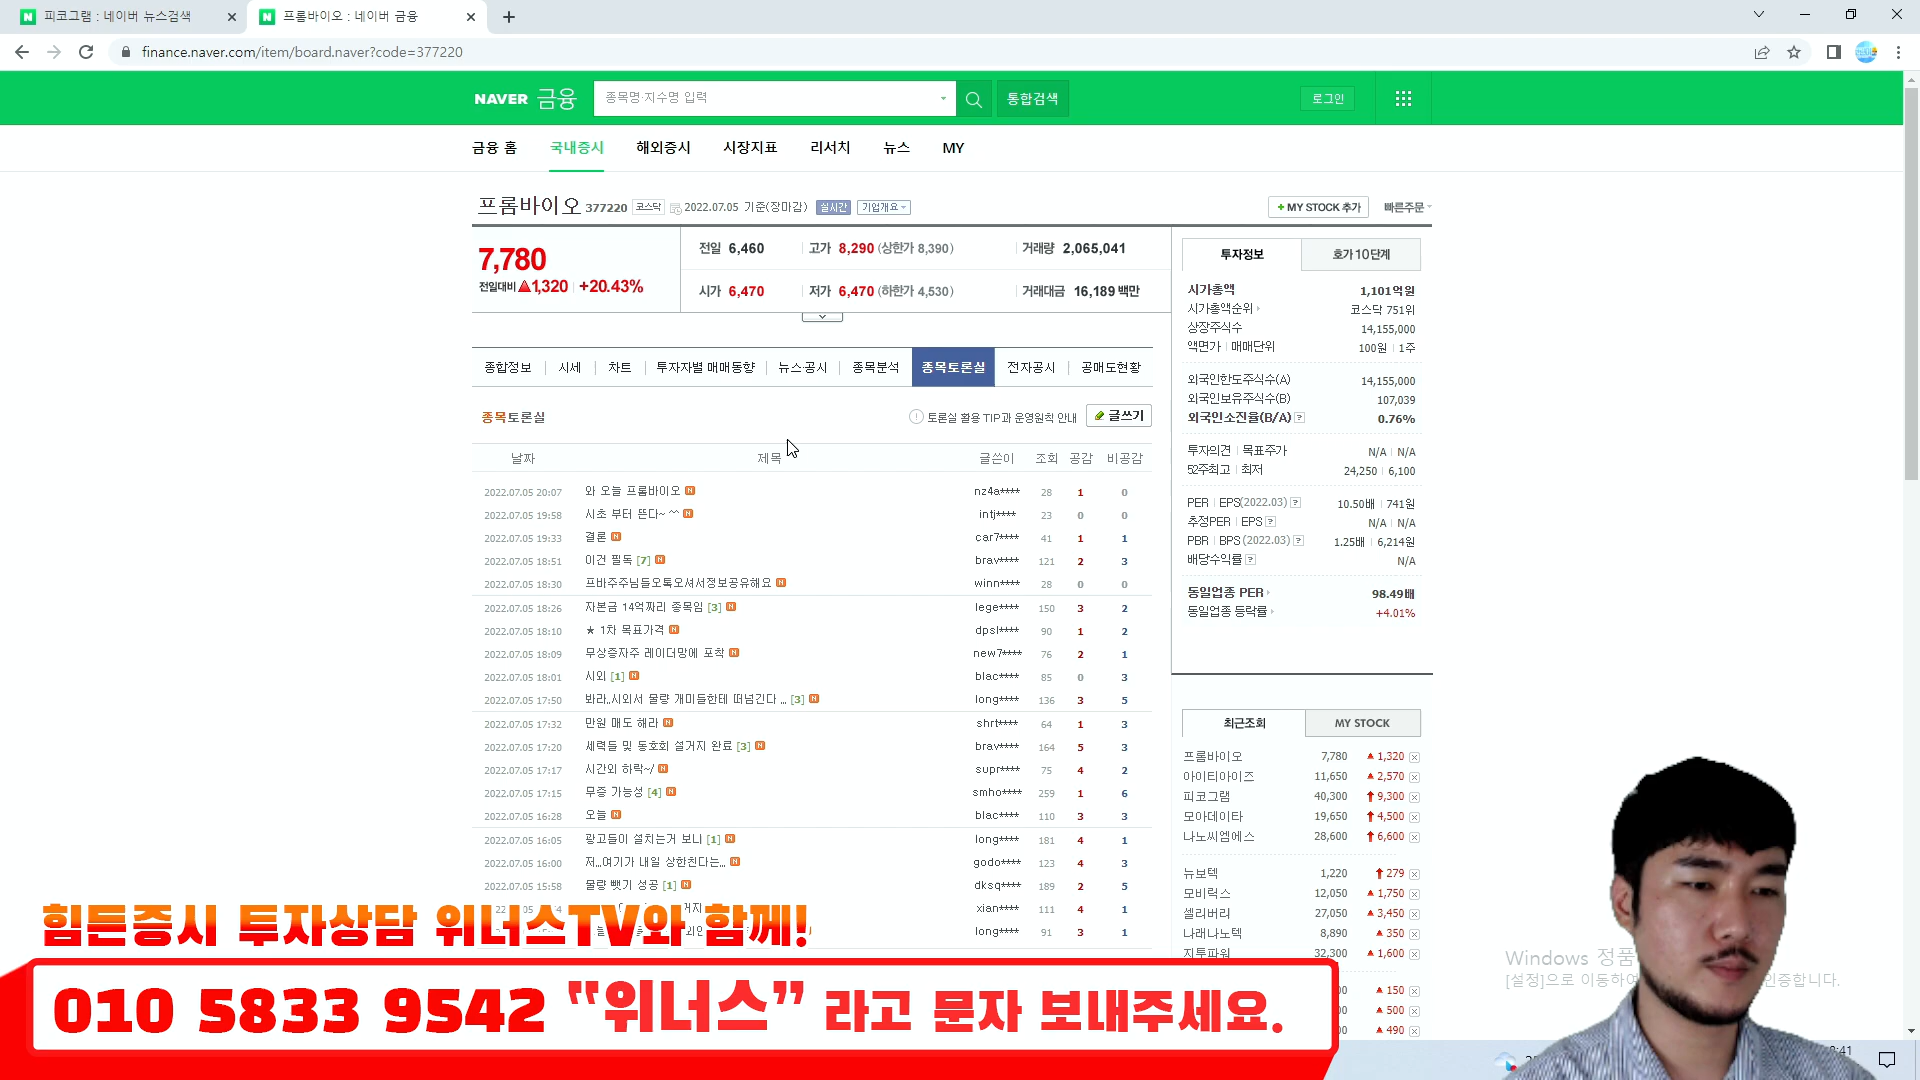 피코그램 : 네이버 뉴스검색
프롬바이오 : 네이버 금융
finance.naver.com/item/board.naver?code=377220
NAVER 금융
종목명·지수명 입력
통합검색
로그인
금융 홈 국내증시 해외증시 시장지표 리서치 뉴스 MY
프롬바이오 377220 코스닥 2022.07.05 기준(장마감) 실시간 기업개요
+ MY STOCK 추가 빠른주문
7,780
전일대비 ▲1,320 +20.43%
전일 6,460 고가 8,290 (상한가 8,390) 거래량 2,065,041
시가 6,470 저가 6,470 (하한가 4,530) 거래대금 16,189 백만
종합정보 시세 차트 투자자별 매매동향 뉴스·공시 종목분석 종목토론실 전자공시 공매도현황
종목토론실
토론실 활용 TIP과 운영원칙 안내 글쓰기
날짜 제목 글쓴이 조회 공감 비공감
2022.07.05 20:07 와 오늘 프롬바이오 N nz4a**** 28 1 0
2022.07.05 19:58 시초 부터 뜬다~ ^^ N intj**** 23 0 0
2022.07.05 19:33 결론 N car7**** 41 1 1
2022.07.05 18:51 이건 필독 [7] N brav**** 121 2 3
2022.07.05 18:30 프바주주님들오톡오셔서정보공유해요 N winn**** 28 0 0
2022.07.05 18:26 자본금 14억짜리 종목임 [3] N lege**** 150 3 2
2022.07.05 18:10 ★ 1차 목표가격 N dpsl**** 90 1 2
2022.07.05 18:09 무상증자주 레이더망에 포착 N new7**** 76 2 1
2022.07.05 18:01 시외 [1] N blac**** 85 0 3
2022.07.05 17:50 봐라,,시외서 물량 개미들한테 떠넘긴다 ... [3] N long**** 136 3 5
2022.07.05 17:32 만원 매도 해라 N shrt**** 64 1 3
2022.07.05 17:20 세력들 및 동호회 설거지 완료 [3] N brav**** 164 5 3
2022.07.05 17:17 시간외 하락~/ N supr**** 75 4 2
2022.07.05 17:15 무증 가능성 [4] N smho**** 259 1 6
2022.07.05 16:28 오늘 N blac**** 110 3 3
2022.07.05 16:05 광고들이 설치는거 보니 [1] N long**** 181 4 1
2022.07.05 16:00 저,,,여기가 내일 상한친다는... N godo**** 123 4 3
2022.07.05 15:58 물량 뺏기 성공 [1] N dksq**** 189 2 5
xian**** 111 4 1
long**** 91 3 1
투자정보 호가10단계
시가총액 1,101억원
시가총액순위 코스닥 751위
상장주식수 14,155,000
액면가 매매단위 100원 1주
외국인한도주식수(A) 14,155,000
외국인보유주식수(B) 107,039
외국인소진율(B/A) ? 0.76%
투자의견 목표주가 N/A N/A
52주최고 최저 24,250 6,100
PER EPS(2022.03) ? 10.50배 741원
추정PER EPS ? N/A N/A
PBR BPS (2022.03) ? 1.25배 6,214원
배당수익률 ? N/A
동일업종 PER 98.49배
동일업종 등락률 +4.01%
최근조회 MY STOCK
프롬바이오 7,780 ▲ 1,320
아이티아이즈 11,650 ▲ 2,570
피코그램 40,300 ↑ 9,300
모아데이타 19,650 ↑ 4,500
나노씨엠에스 28,600 ↑ 6,600
뉴보텍 1,220 ↑ 279
모비릭스 12,050 ▲ 1,750
셀리버리 27,050 ▲ 3,450
나래나노텍 8,890 ▲ 350
지투파워 32,300 ▲ 1,600
▲ 150
▲ 500
▲ 490
Windows 정품
[설정]으로 이동하여 인증합니다.
힘든증시 투자상담 위너스TV와 함께!
010 5833 9542 "위너스" 라고 문자 보내주세요.